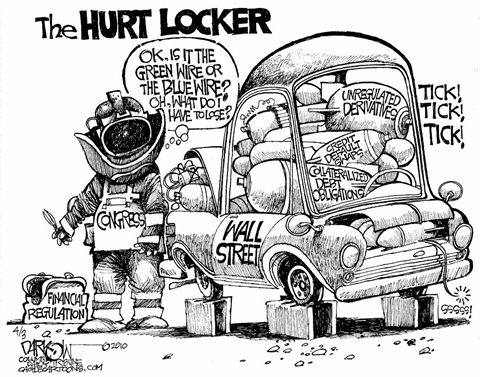 The HURT LOCKER
OK, IS IT THE
GREEN WIRE OR
THE BLUE WIRE?
OH, WHAT DO I
HAVE TO LOSE?
UNREGULATED
DERIVATIVES
CREDIT
DEFAULT
SWAPS
COLLATERALIZED
DEBT
OBLIGATIONS
TICK!
TICK!
TICK!
CONGRESS
WALL
STREET
FINANCIAL
REGULATION
SSSSS!
4/3
DARKOW
©2010
CAGLECARTOONS.COM